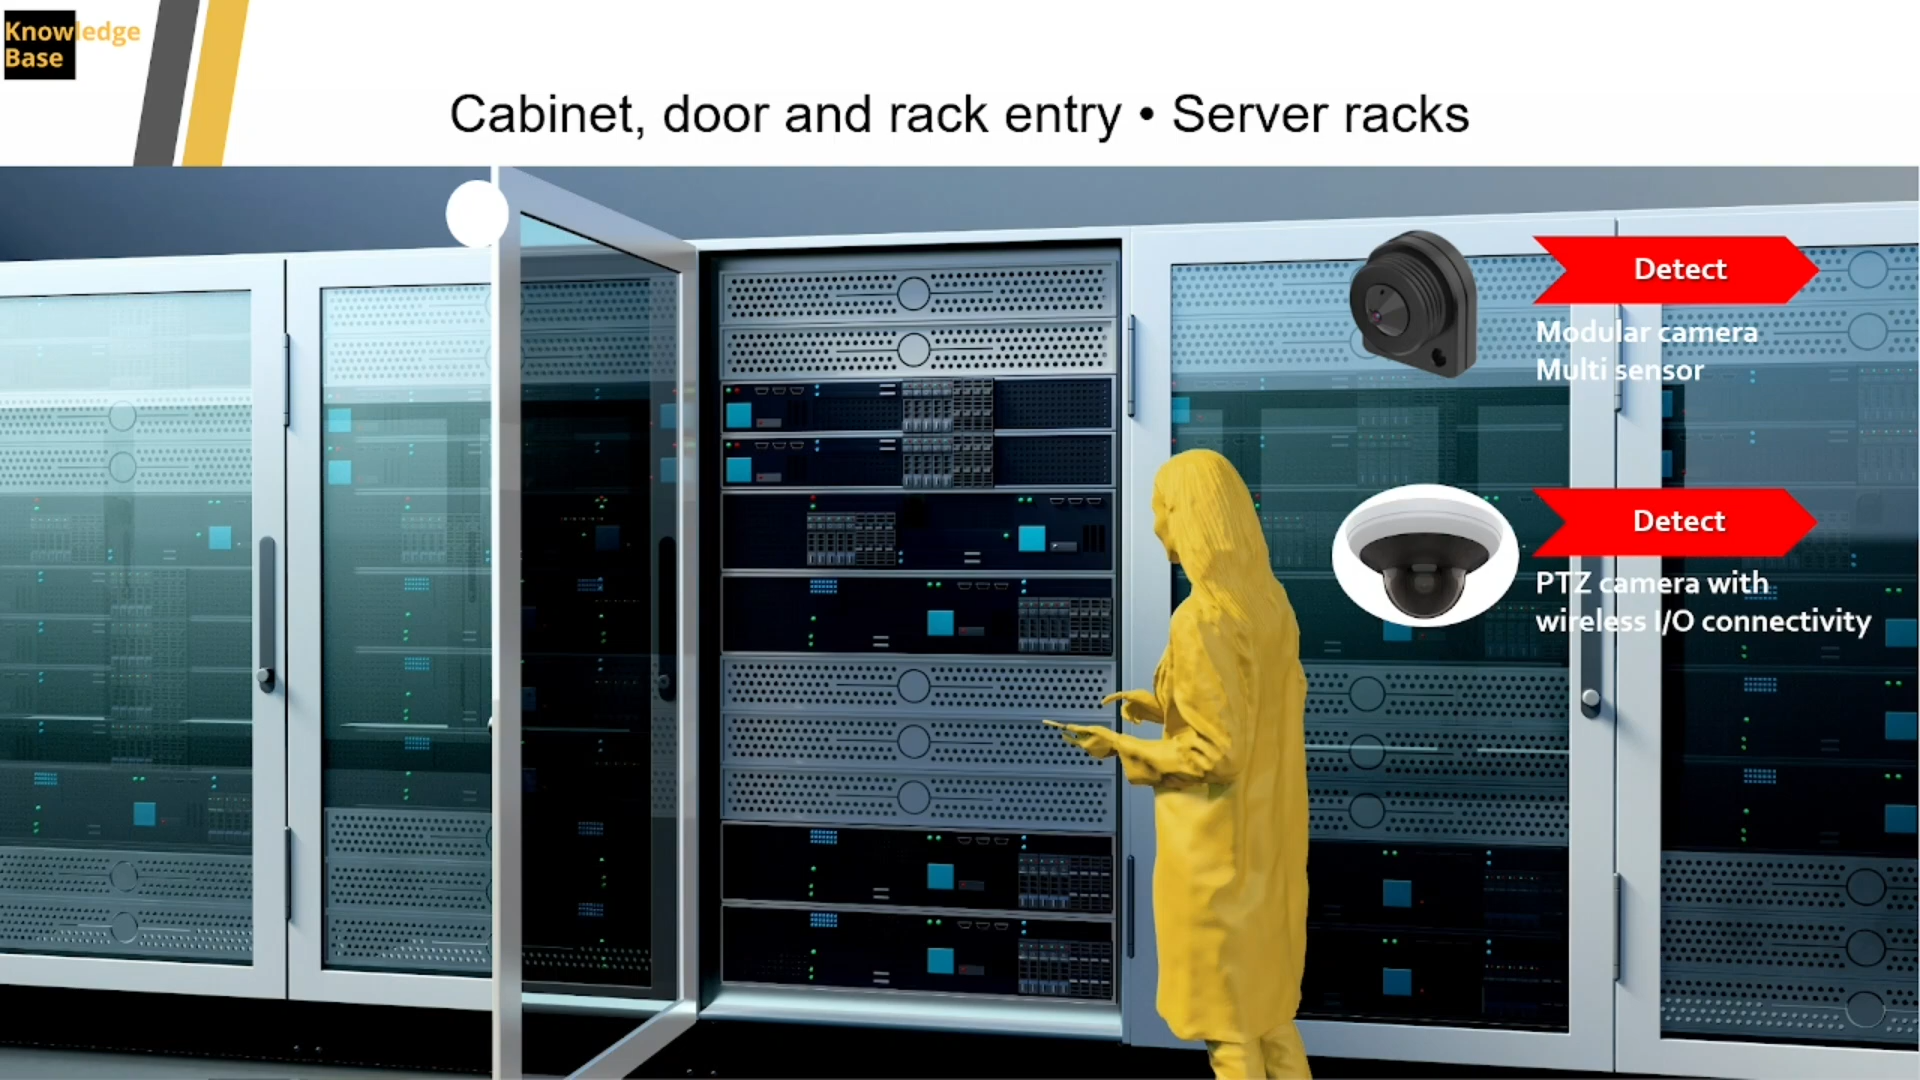 Knowledge
Base
Cabinet, door and rack entry • Server racks
Detect
Modular camera
Multi sensor
Detect
PTZ camera with
wireless I/O connectivity